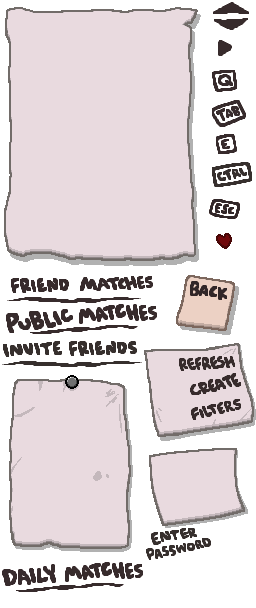 Q
TAB
E
CTRL
ESC
FRIEND MATCHES
PUBLIC MATCHES
INVITE FRIENDS
BACK
REFRESH
CREATE
FILTERS
ENTER
PASSWORD
DAILY MATCHES